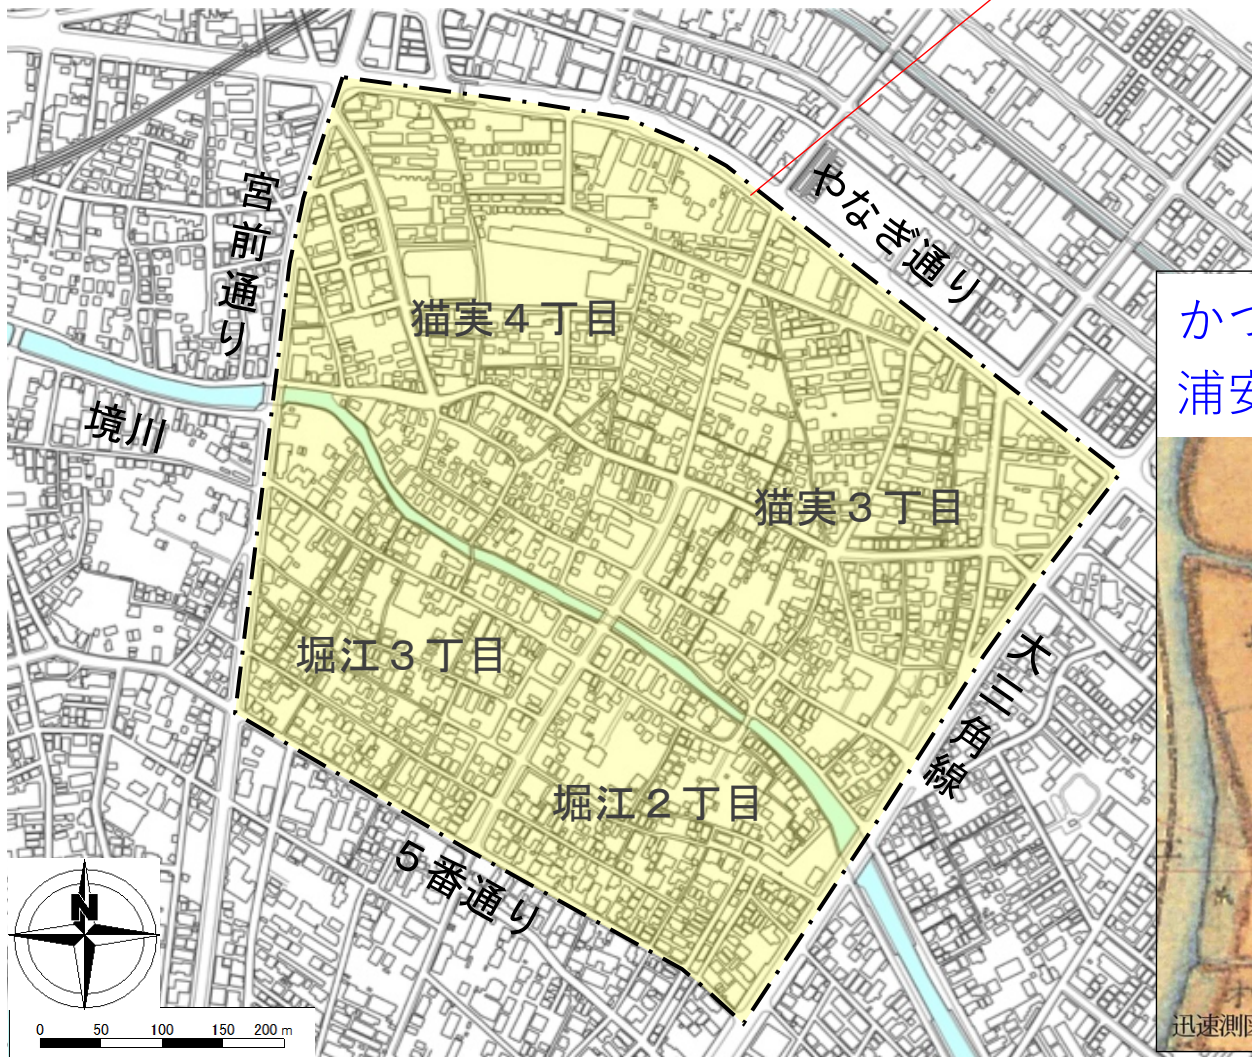 宮前通り
やなぎ通り
かつ
浦安
猫実４丁目
境川
猫実３丁目
堀江３丁目
大三角線
堀江２丁目
５番通り
N
0 50 100 150 200 m
迅速測図